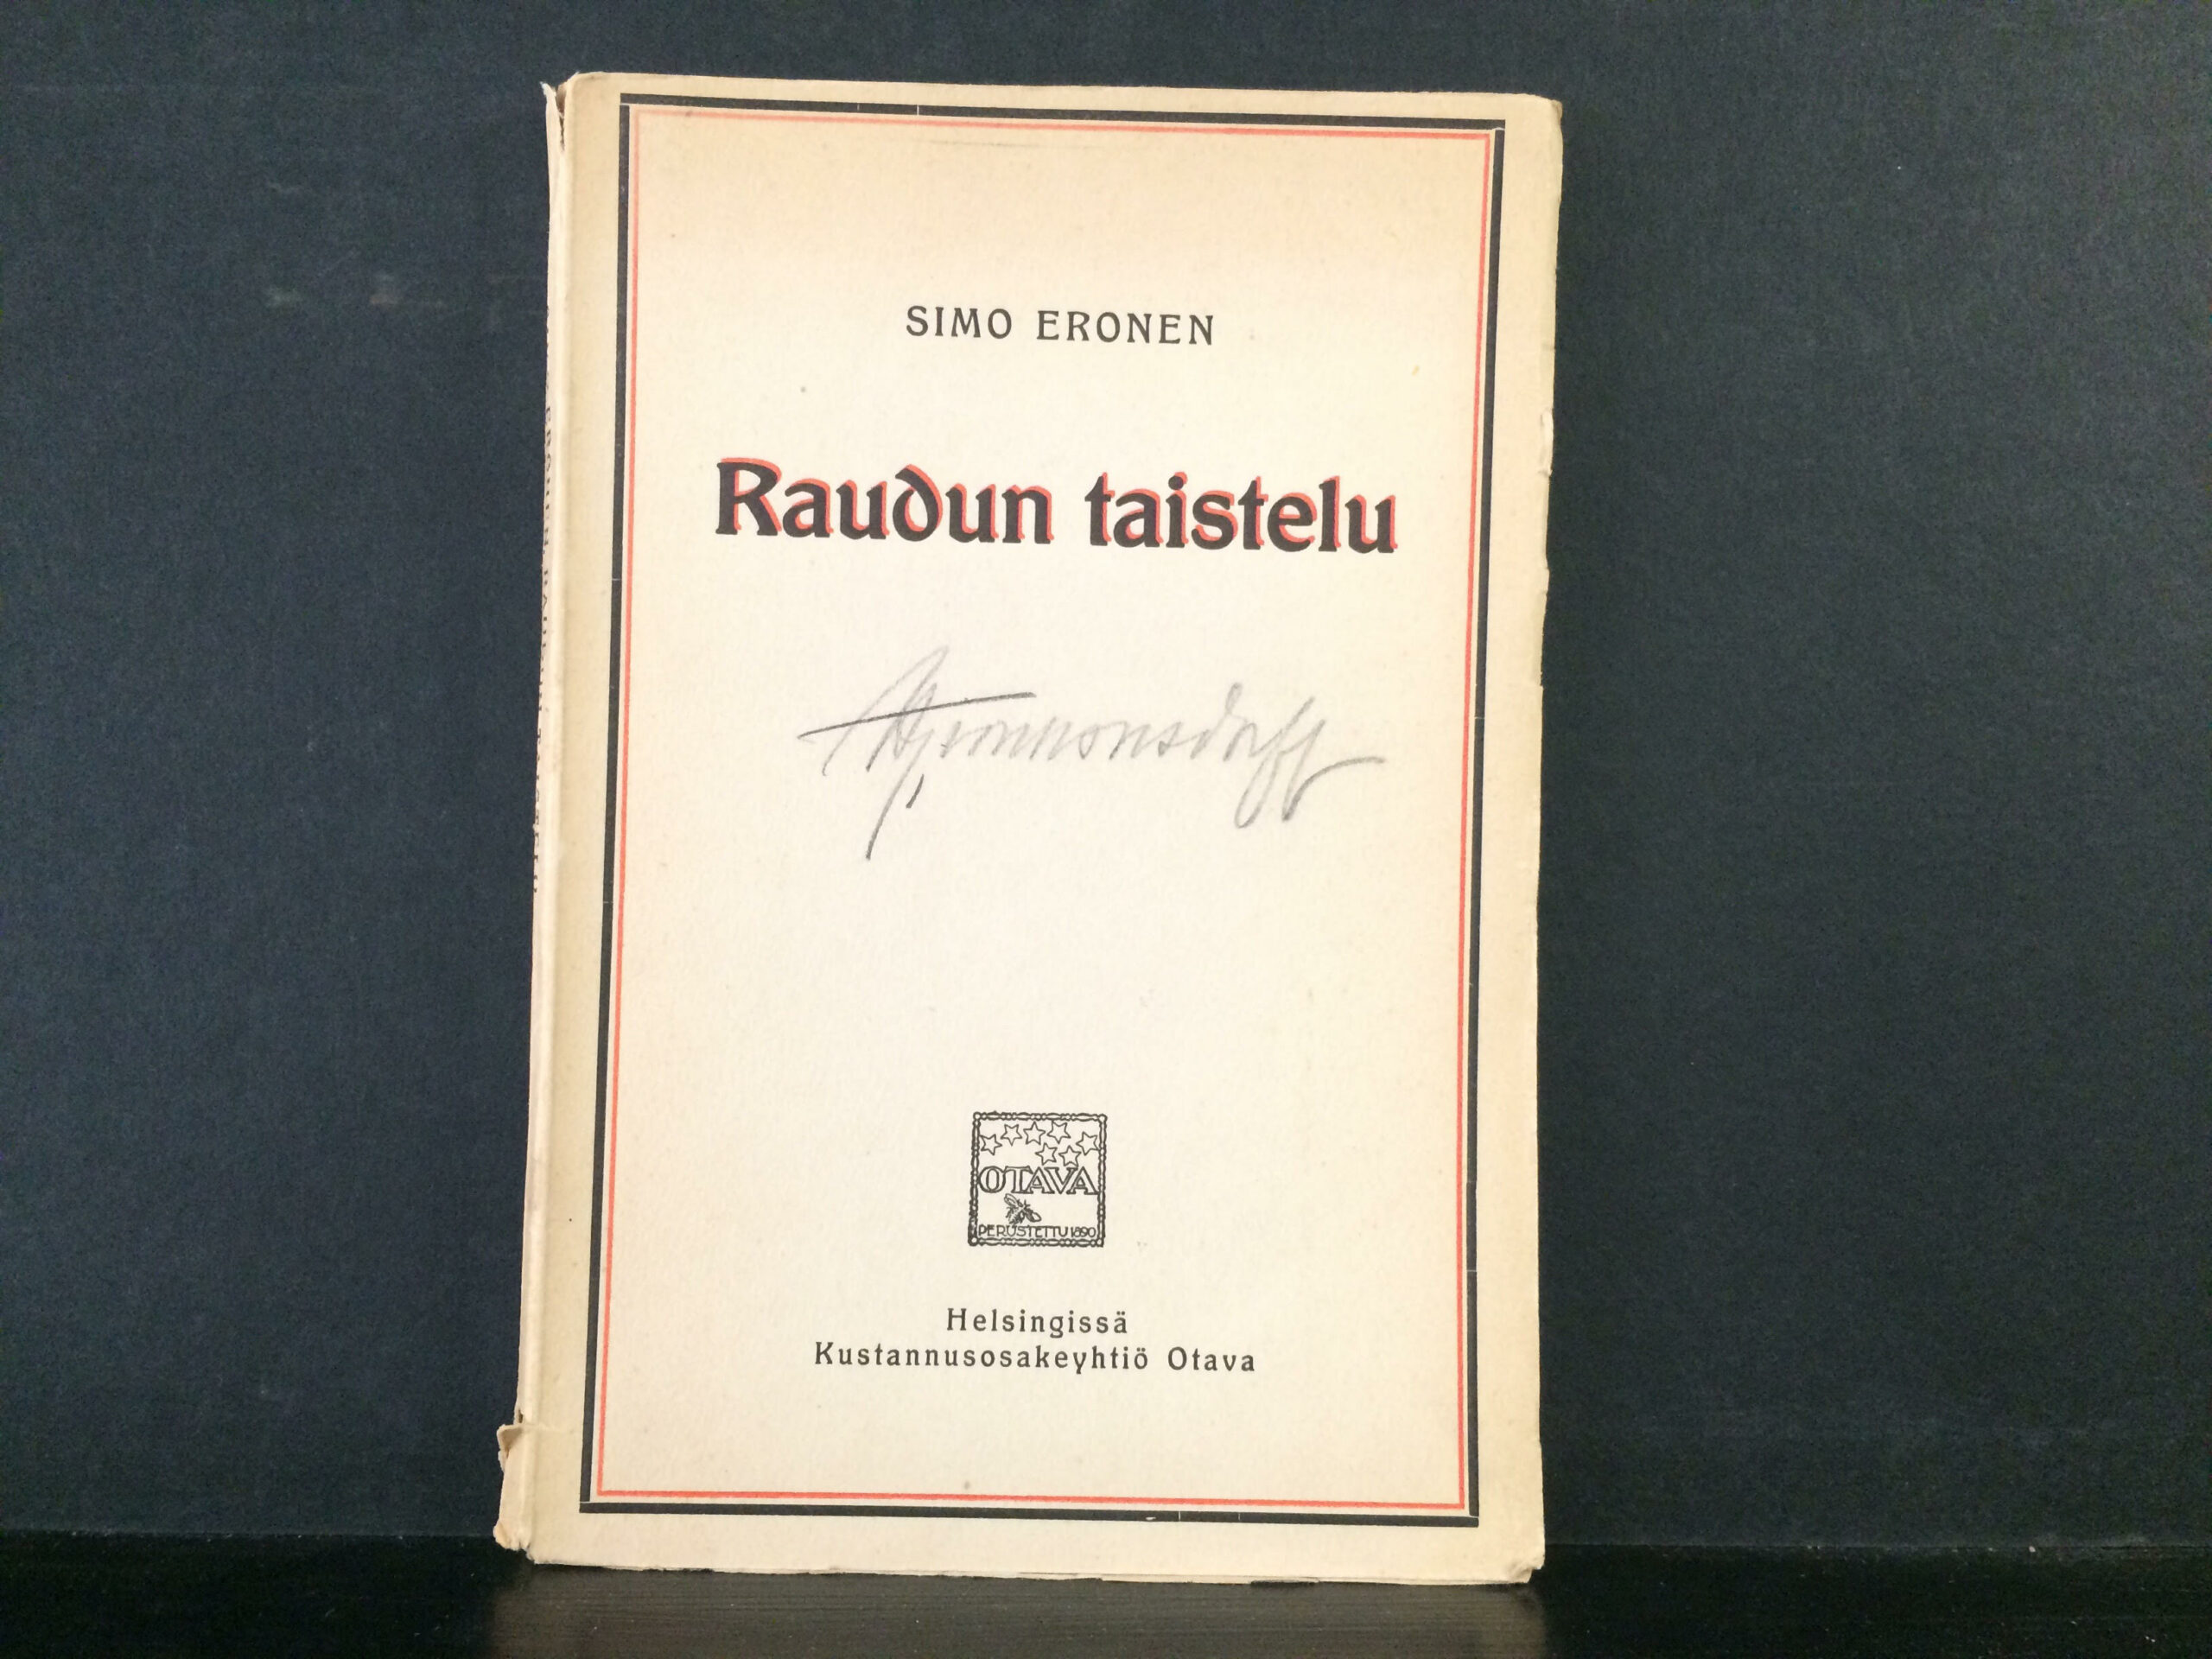 SIMO ERONEN
Raudun taistelu
OTAVA
PERUSTETTU 1890
Helsingissä
Kustannusosakeyhtiö Otava